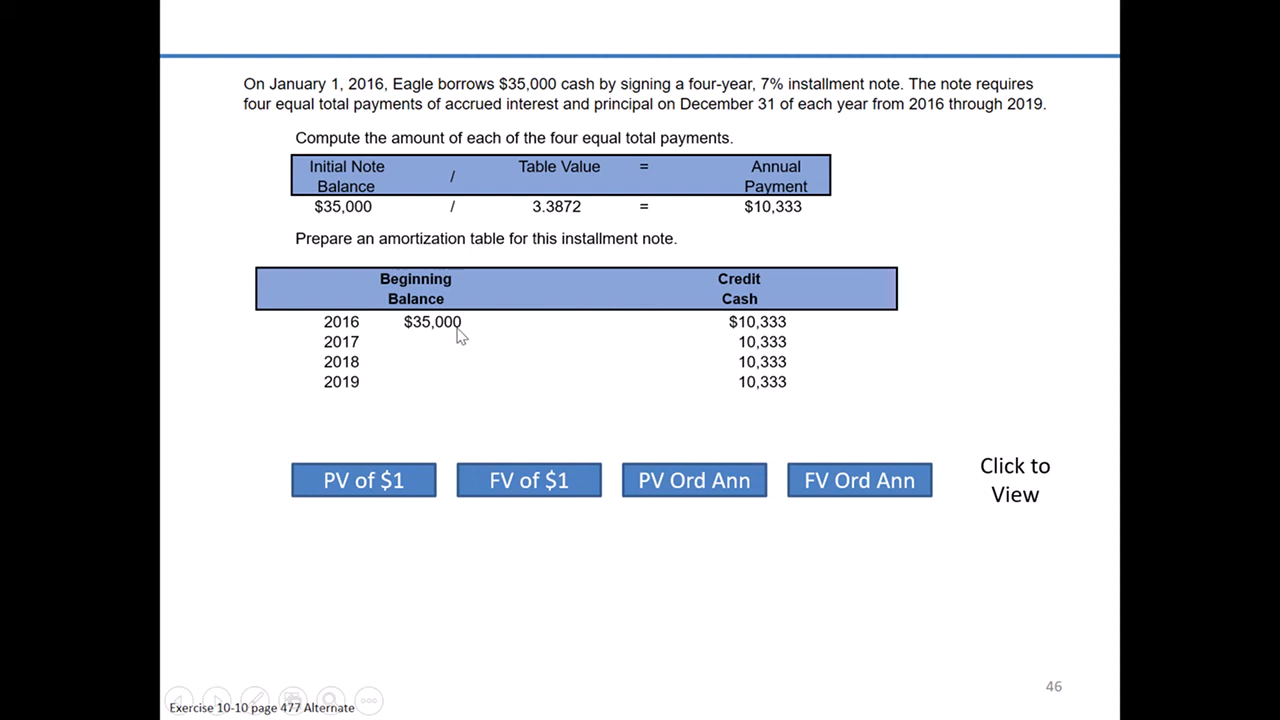 On January 1, 2016, Eagle borrows $35,000 cash by signing a four-year, 7% installment note. The note requires
four equal total payments of accrued interest and principal on December 31 of each year from 2016 through 2019.
Compute the amount of each of the four equal total payments.
Initial Note Balance / Table Value = Annual Payment
$35,000 / 3.3872 = $10,333
Prepare an amortization table for this installment note.
Beginning Credit
Balance Cash
2016 $35,000 $10,333
2017 10,333
2018 10,333
2019 10,333
PV of $1 FV of $1 PV Ord Ann FV Ord Ann Click to
View
46
Exercise 10-10 page 477 Alternate